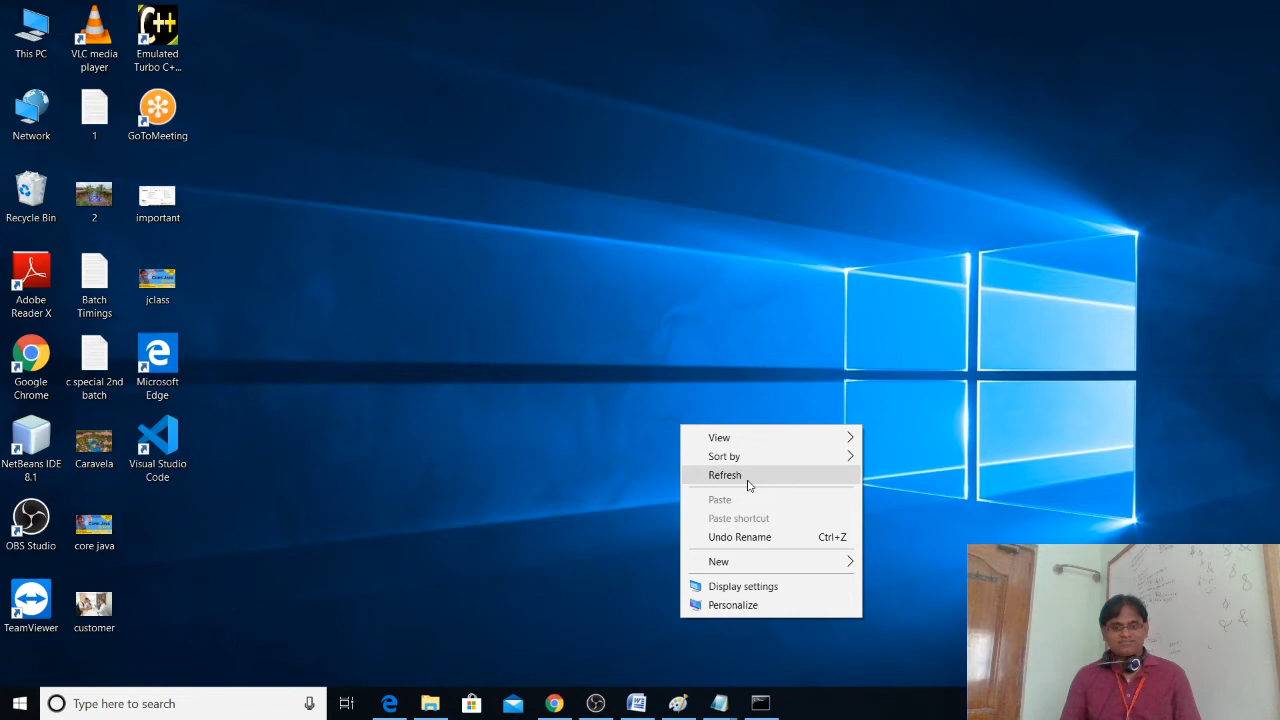 This PC
VLC media
player
C++
Emulated
Turbo C+...
Network
1
GoToMeeting
Recycle Bin
2
important
Adobe
Reader X
Batch
Timings
jclass
Google
Chrome
c special 2nd
batch
Microsoft
Edge
NetBeans IDE
8.1
Caravela
Visual Studio
Code
OBS Studio
core java
TeamViewer
customer
View
Sort by
Refresh
Paste
Paste shortcut
Undo Rename Ctrl+Z
New
Display settings
Personalize
Type here to search